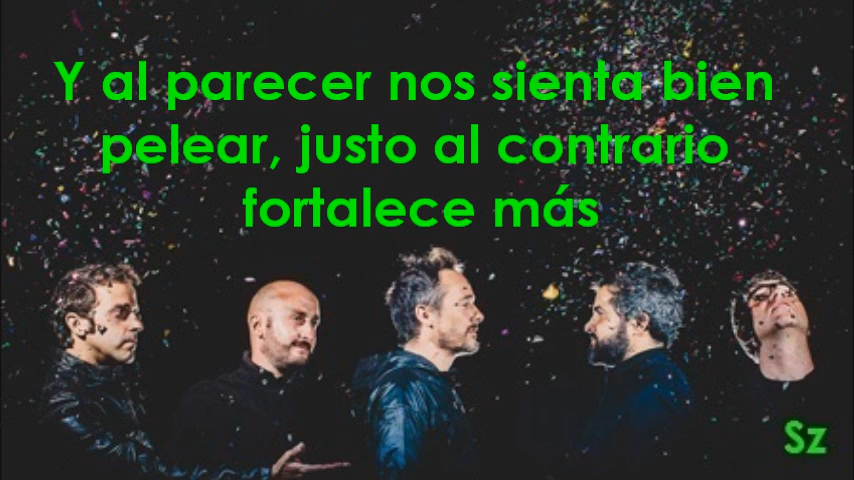 Y al parecer nos sienta bien
pelear, justo al contrario
fortalece más
Sz